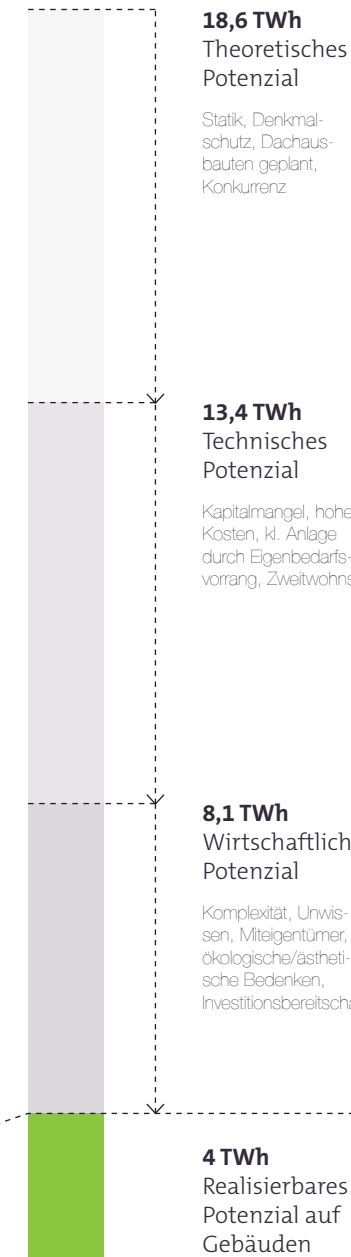 18,6 TWh
Theoretisches
Potenzial
Statik, Denkmal-
schutz, Dachaus-
bauten geplant,
Konkurrenz
13,4 TWh
Technisches
Potenzial
Kapitalmangel, hohe
Kosten, kl. Anlage
durch Eigenbedarfs-
vorrang, Zweitwohns
8,1 TWh
Wirtschaftlich
Potenzial
Komplexität, Unwis-
sen, Miteigentümer,
ökologische/ästheti-
sche Bedenken,
Investitionsbereitscha
4 TWh
Realisierbares
Potenzial auf
Gebäuden